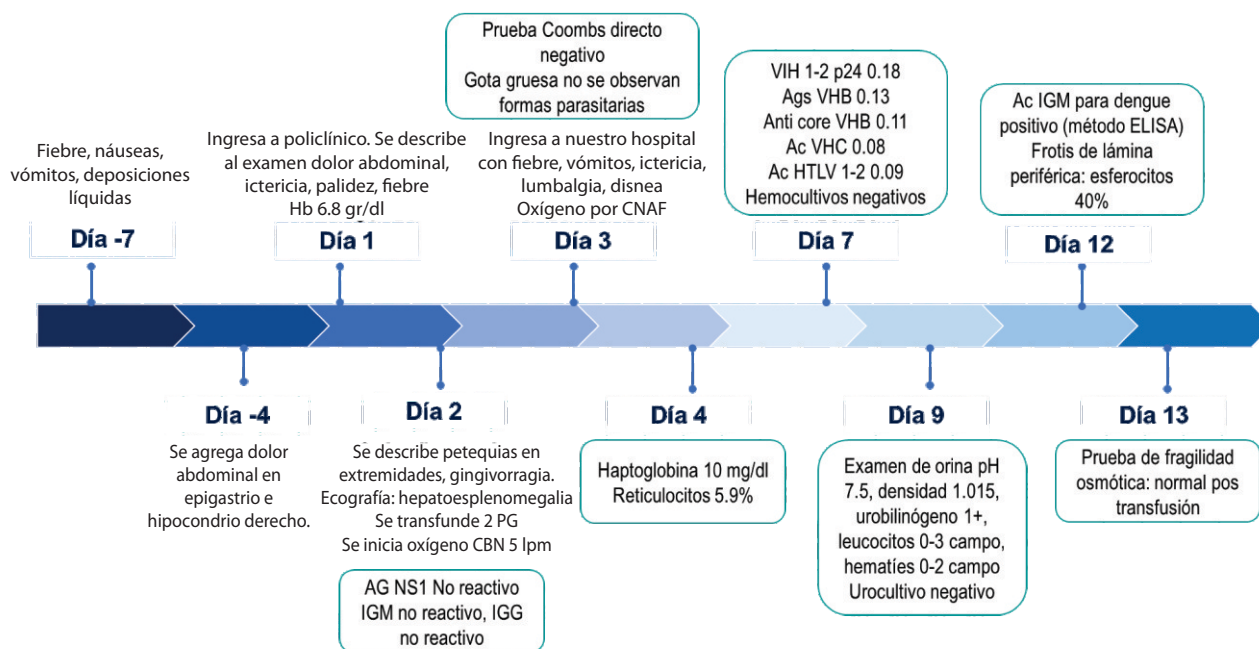 Fiebre, náuseas,
vómitos, deposiciones
líquidas
Día -7
Se agrega dolor
abdominal en
epigastrio e
hipocondrio derecho.
Día -4
Ingresa a policlínico. Se describe
al examen dolor abdominal,
ictericia, palidez, fiebre
Hb 6.8 gr/dl
Día 1
Día 2
Se describe petequias en
extremidades, gingivorragia.
Ecografía: hepatoesplenomegalia
Se transfunde 2 PG
Se inicia oxígeno CBN 5 lpm
AG NS1 No reactivo
IGM no reactivo, IGG
no reactivo
Prueba Coombs directo
negativo
Gota gruesa no se observan
formas parasitarias
Ingresa a nuestro hospital
con fiebre, vómitos, ictericia,
lumbalgia, disnea
Oxígeno por CNAF
Día 3
Día 4
Haptoglobina 10 mg/dl
Reticulocitos 5.9%
VIH 1-2 p24 0.18
Ags VHB 0.13
Anti core VHB 0.11
Ac VHC 0.08
Ac HTLV 1-2 0.09
Hemocultivos negativos
Día 7
Día 9
Examen de orina pH
7.5, densidad 1.015,
urobilinógeno 1+,
leucocitos 0-3 campo,
hematíes 0-2 campo
Urocultivo negativo
Ac IGM para dengue
positivo (método ELISA)
Frotis de lámina
periférica: esferocitos
40%
Día 12
Día 13
Prueba de fragilidad
osmótica: normal pos
transfusión